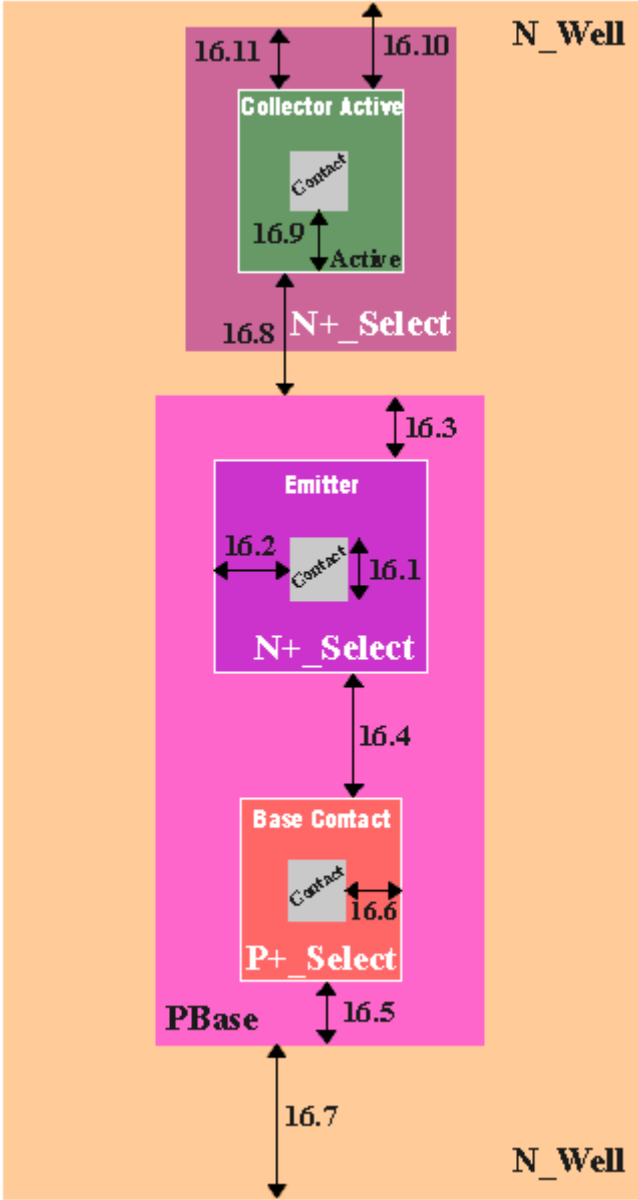 N_Well
16.10
16.11
Collector Active
Contact
16.9
Active
N+_Select
16.8
16.3
Emitter
16.2
Contact
16.1
N+_Select
16.4
Base Contact
Contact
16.6
P+_Select
16.5
PBase
16.7
N_Well